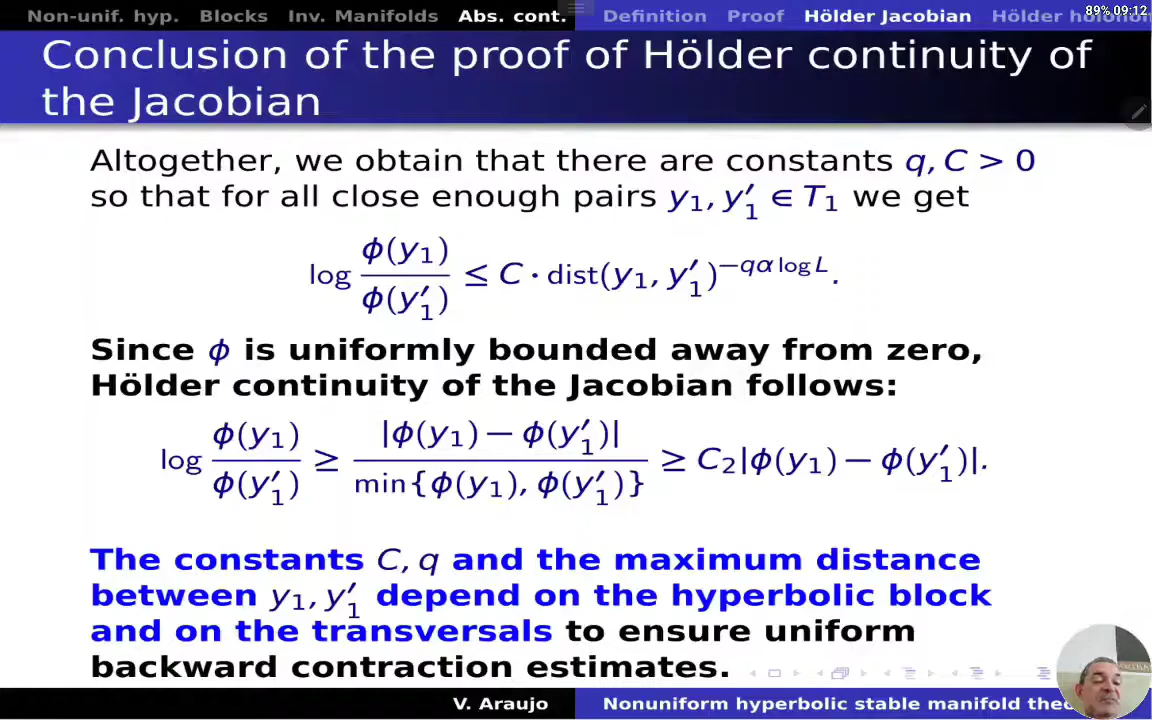 Non-unif. hyp. Blocks Inv. Manifolds Abs. cont. Definition Proof Hölder Jacobian Hölder holonom
89% 09:12
Conclusion of the proof of Hölder continuity of
the Jacobian
Altogether, we obtain that there are constants q, C > 0
so that for all close enough pairs y₁, y′₁ ∈ T₁ we get
log ϕ(y₁)/ϕ(y′₁) ≤ C · dist(y₁, y′₁)^{−qα log L}.
Since ϕ is uniformly bounded away from zero,
Hölder continuity of the Jacobian follows:
log ϕ(y₁)/ϕ(y′₁) ≥ |ϕ(y₁) − ϕ(y′₁)|/min{ϕ(y₁), ϕ(y′₁)} ≥ C₂|ϕ(y₁) − ϕ(y′₁)|.
The constants C, q and the maximum distance
between y₁, y′₁ depend on the hyperbolic block
and on the transversals to ensure uniform
backward contraction estimates.
V. Araujo Nonuniform hyperbolic stable manifold the